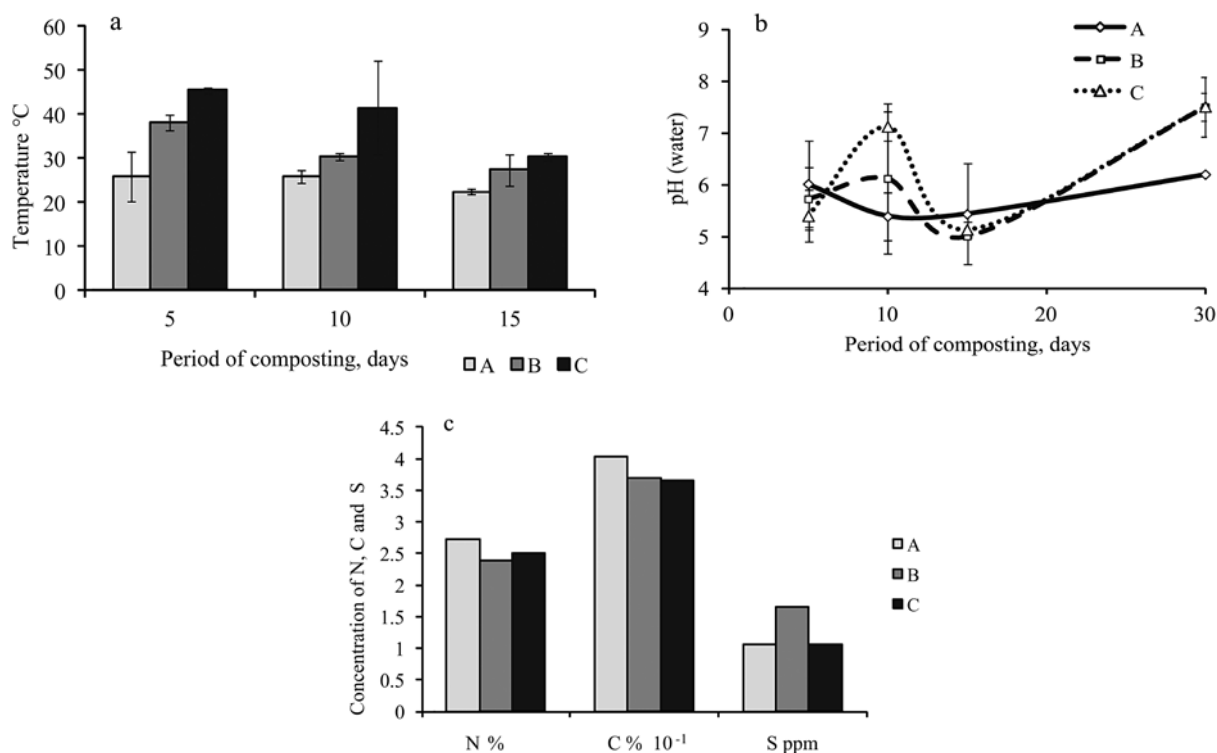 a
60
50
40
30
20
10
0
Temperature °C
5 10 15
Period of composting, days
A B C
b
9
8
7
6
5
4
pH (water)
0 10 20 30
Period of composting, days
A
B
C
c
4.5
4
3.5
3
2.5
2
1.5
1
0.5
0
Concentration of N, C and S
N % C % 10⁻¹ S ppm
A
B
C